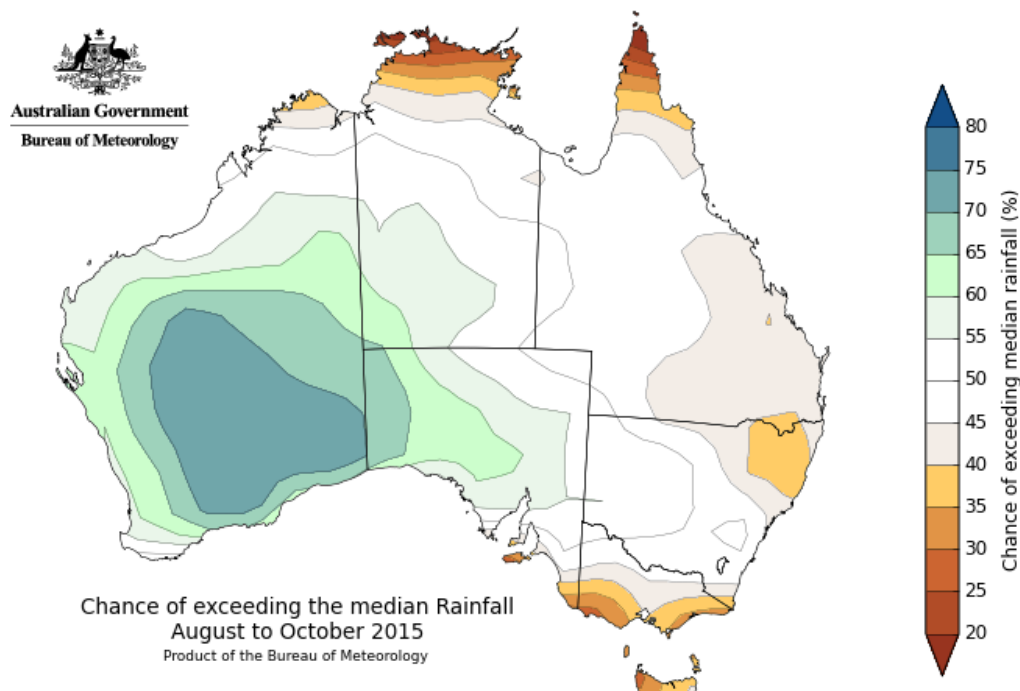 Australian Government
Bureau of Meteorology
80
75
70
65
60
55
50
45
40
35
30
25
20
Chance of exceeding median rainfall (%)
Chance of exceeding the median Rainfall
August to October 2015
Product of the Bureau of Meteorology